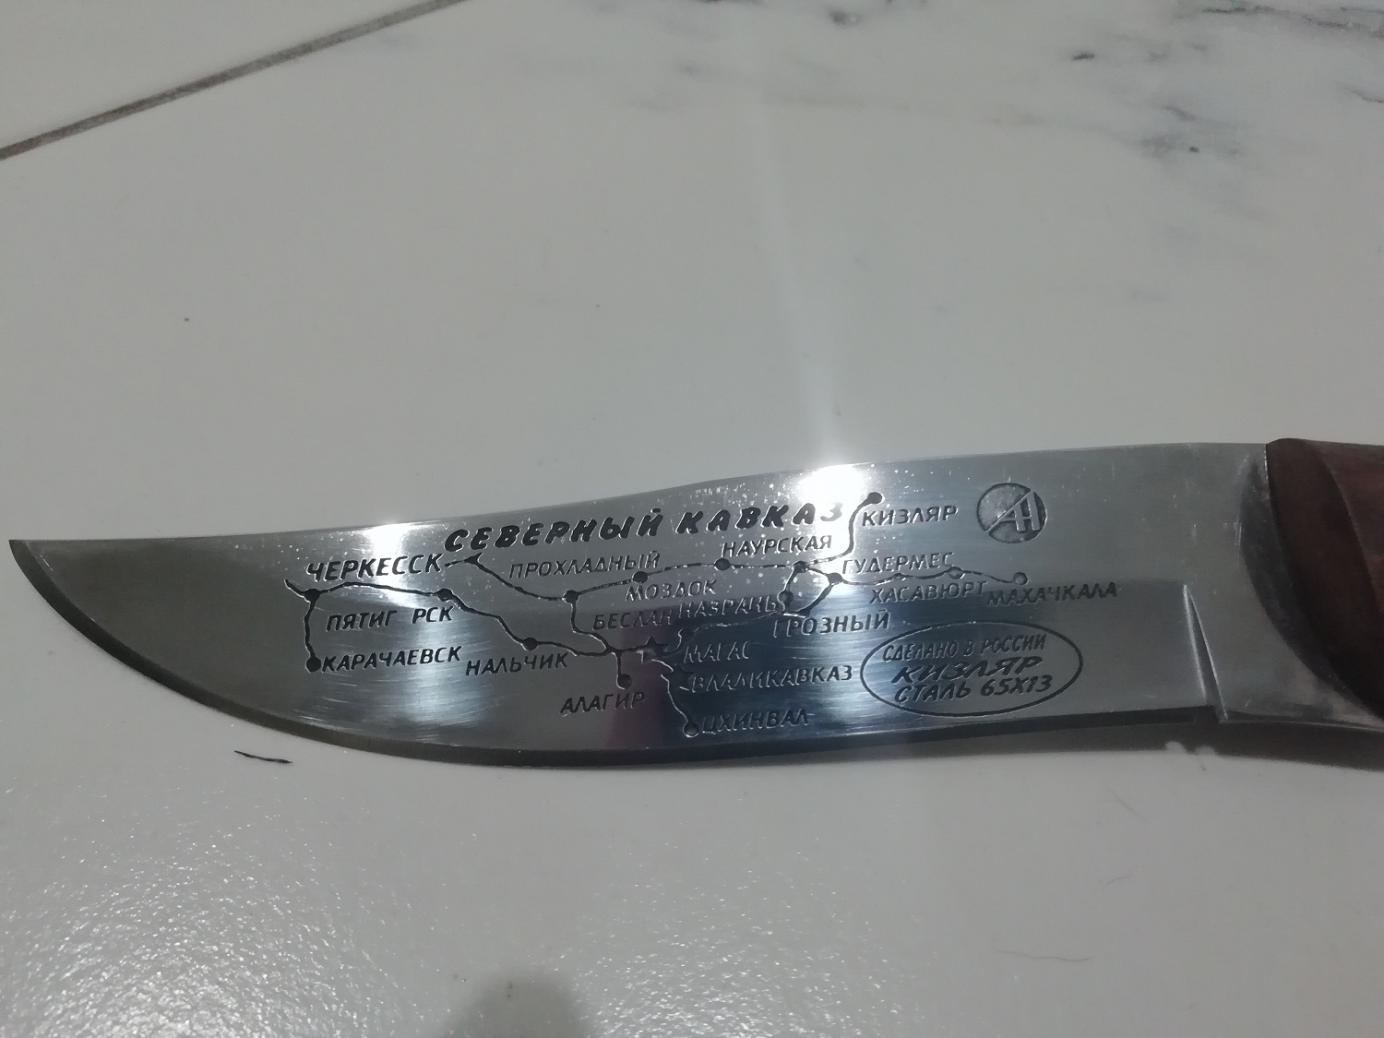 СЕВЕРНЫЙ КАВКАЗ
КИЗЛЯР
АН
ЧЕРКЕССК
ПРОХЛАДНЫЙ
НАУРСКАЯ
ГУДЕРМЕС
МОЗДОК
ХАСАВЮРТ
МАХАЧКАЛА
ПЯТИГ РСК
БЕСЛАН
НАЗРАНЬ
ГРОЗНЫЙ
КАРАЧАЕВСК
НАЛЬЧИК
МАГАС
ВЛАДИКАВКАЗ
АЛАГИР
ЦХИНВАЛ
СДЕЛАНО В РОССИИ
КИЗЛЯР
СТАЛЬ 65Х13